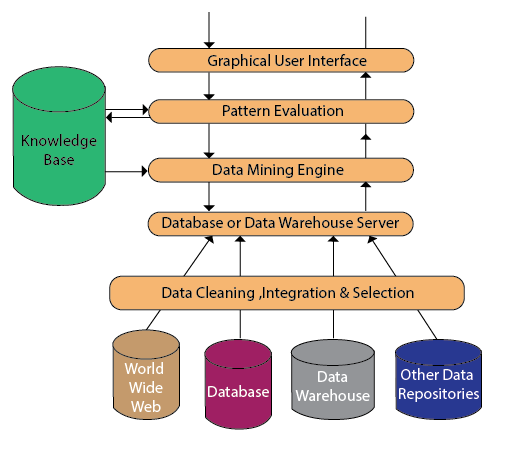 Graphical User Interface
Pattern Evaluation
Knowledge
Base
Data Mining Engine
Database or Data Warehouse Server
Data Cleaning ,Integration & Selection
World
Wide
Web
Database
Data
Warehouse
Other Data
Repositories